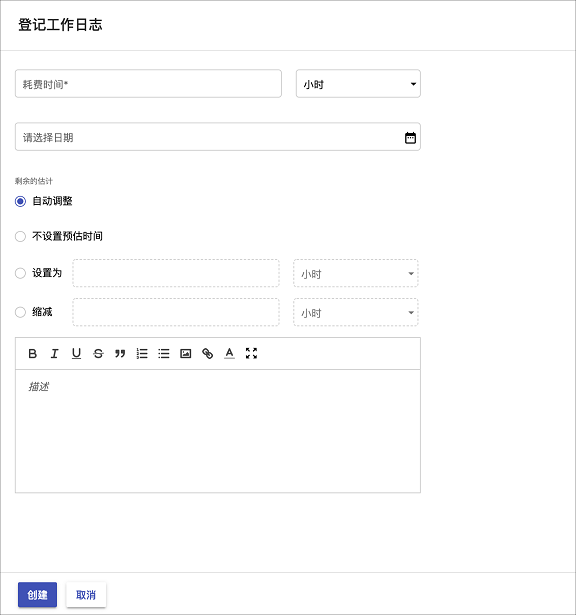 登记工作日志
耗费时间* 小时
请选择日期
剩余的估计
自动调整
不设置预估时间
设置为 小时
缩减 小时
B I U S
描述
创建 取消